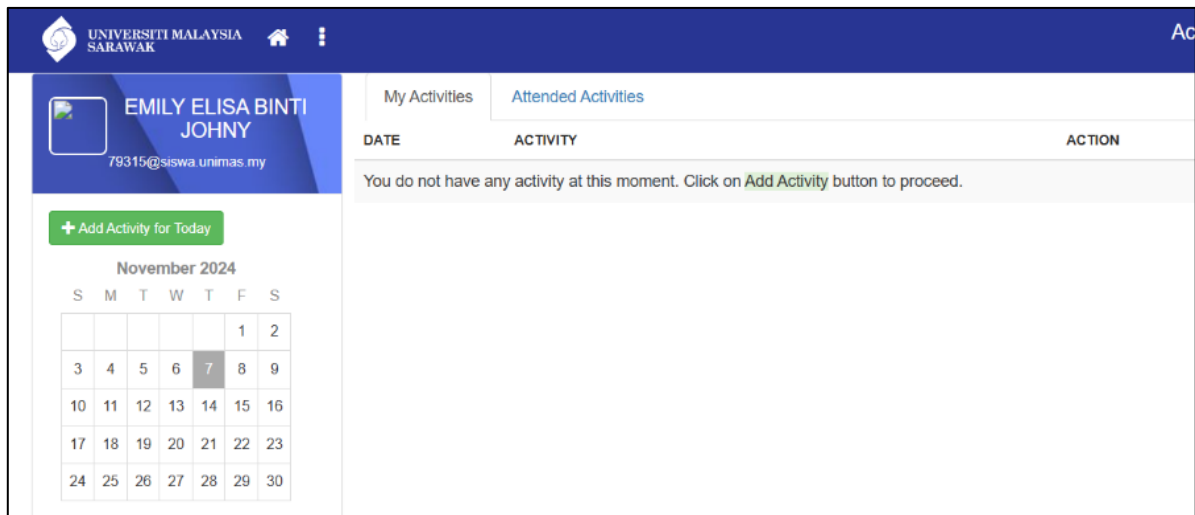 UNIVERSITI MALAYSIA
SARAWAK
Ac
EMILY ELISA BINTI
JOHNY
79315@siswa.unimas.my
+ Add Activity for Today
November 2024
S M T W T F S
1 2
3 4 5 6 7 8 9
10 11 12 13 14 15 16
17 18 19 20 21 22 23
24 25 26 27 28 29 30
My Activities Attended Activities
DATE ACTIVITY ACTION
You do not have any activity at this moment. Click on Add Activity button to proceed.